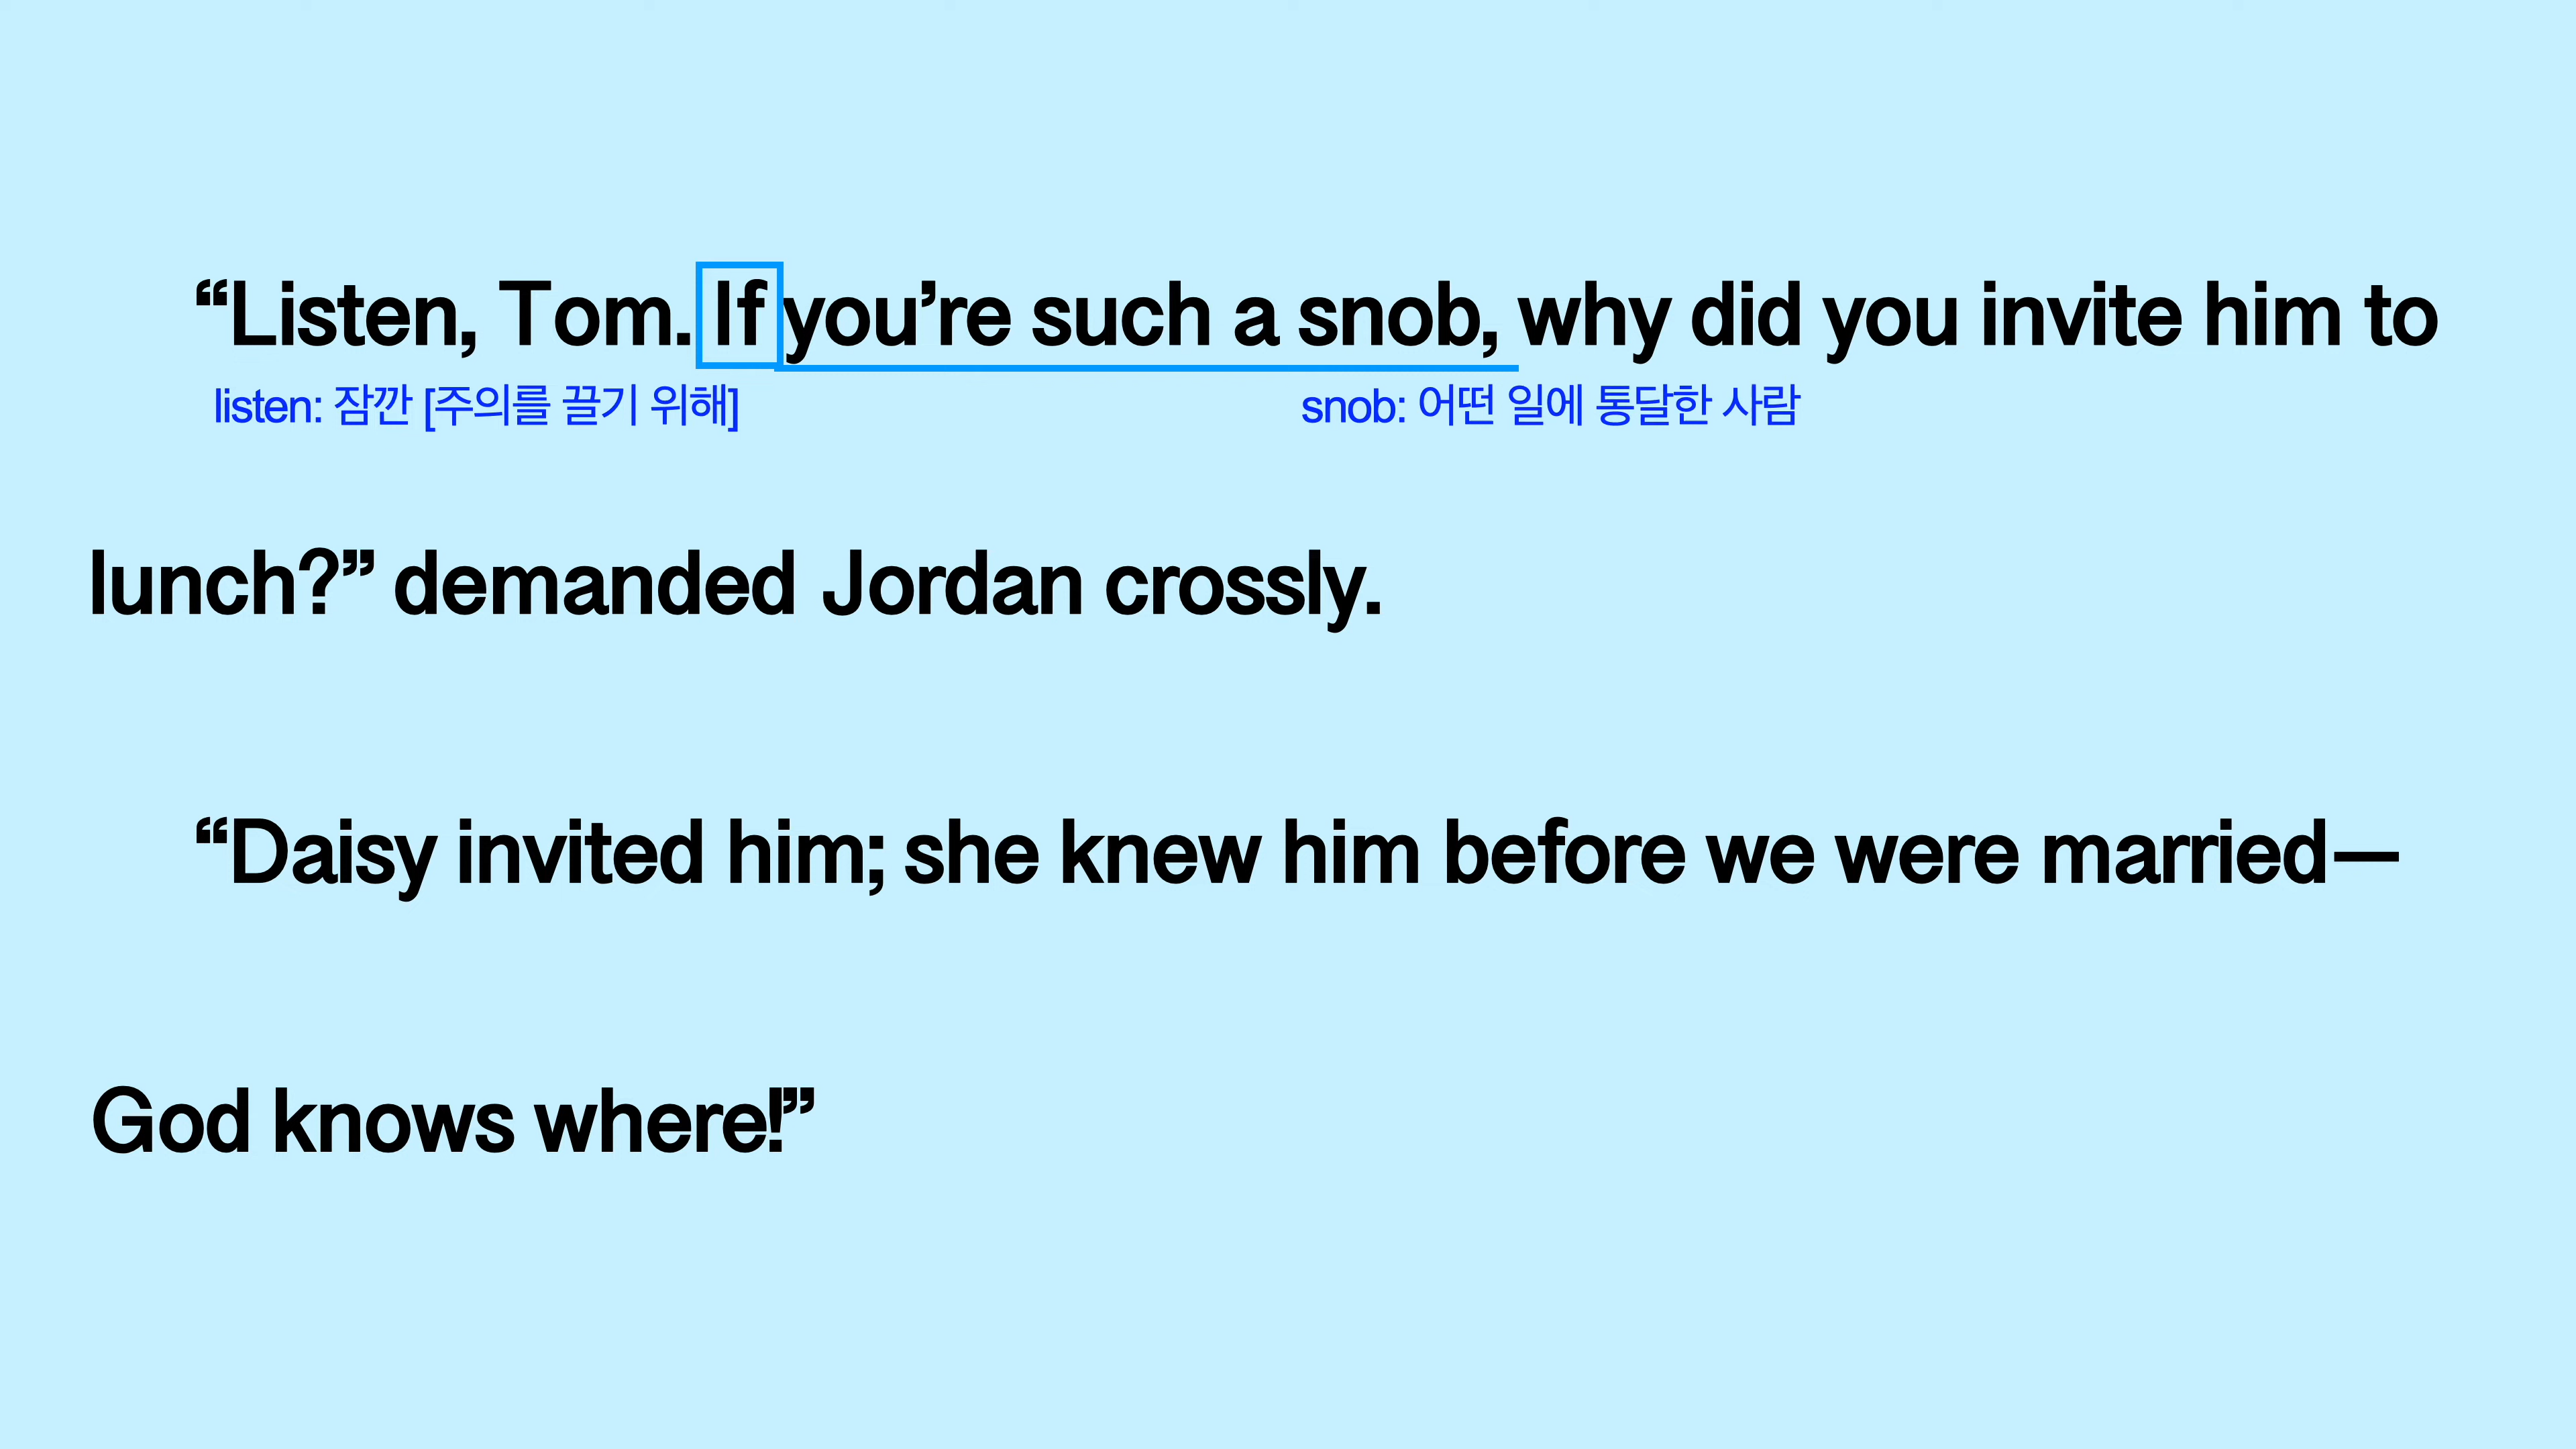 “Listen, Tom. If you’re such a snob, why did you invite him to
listen: 잠깐 [주의를 끌기 위해]
snob: 어떤 일에 통달한 사람
lunch?” demanded Jordan crossly.
“Daisy invited him; she knew him before we were married—
God knows where!”